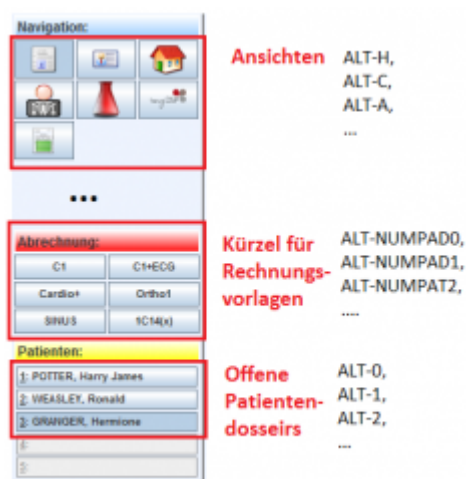 Navigation:
Ansichten
ALT-H,
ALT-C,
ALT-A,
...
...
Abrechnung:
C1 C1+ECG
Cardio+ Ortho1
SINUS 1C14(x)
Kürzel für
Rechnungs-
vorlagen
ALT-NUMPAD0,
ALT-NUMPAD1,
ALT-NUMPAT2,
....
Patienten:
1: POTTER, Harry James
2: WEASLEY, Ronald
3: GRANGER, Hermione
4:
5:
Offene
Patienten-
dosseirs
ALT-0,
ALT-1,
ALT-2,
...